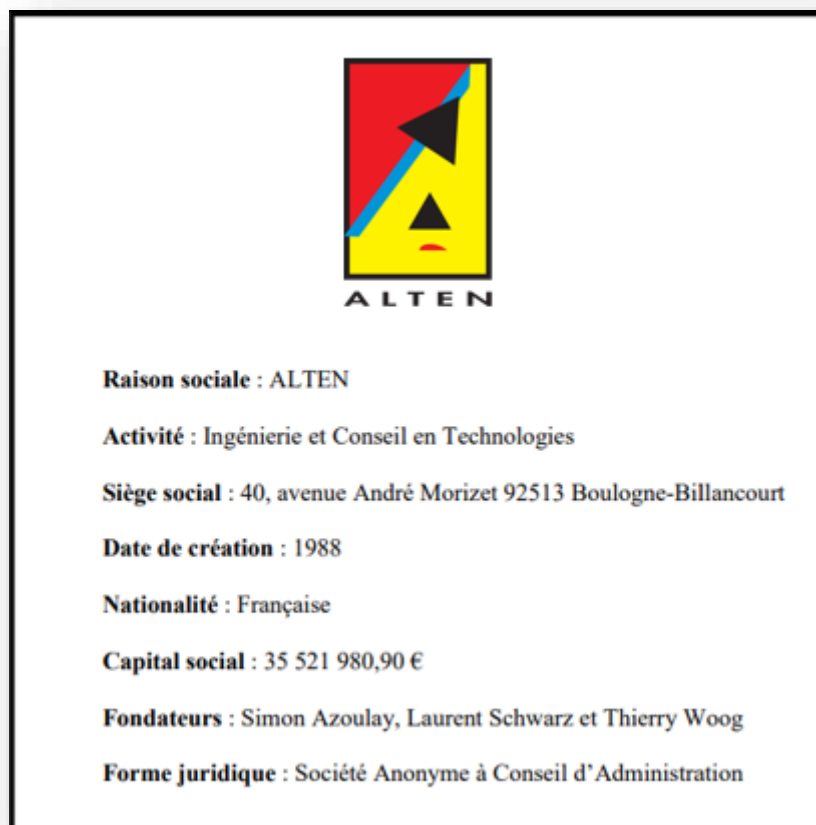 ALTEN
Raison sociale : ALTEN
Activité : Ingénierie et Conseil en Technologies
Siège social : 40, avenue André Morizet 92513 Boulogne-Billancourt
Date de création : 1988
Nationalité : Française
Capital social : 35 521 980,90 €
Fondateurs : Simon Azoulay, Laurent Schwarz et Thierry Woog
Forme juridique : Société Anonyme à Conseil d’Administration